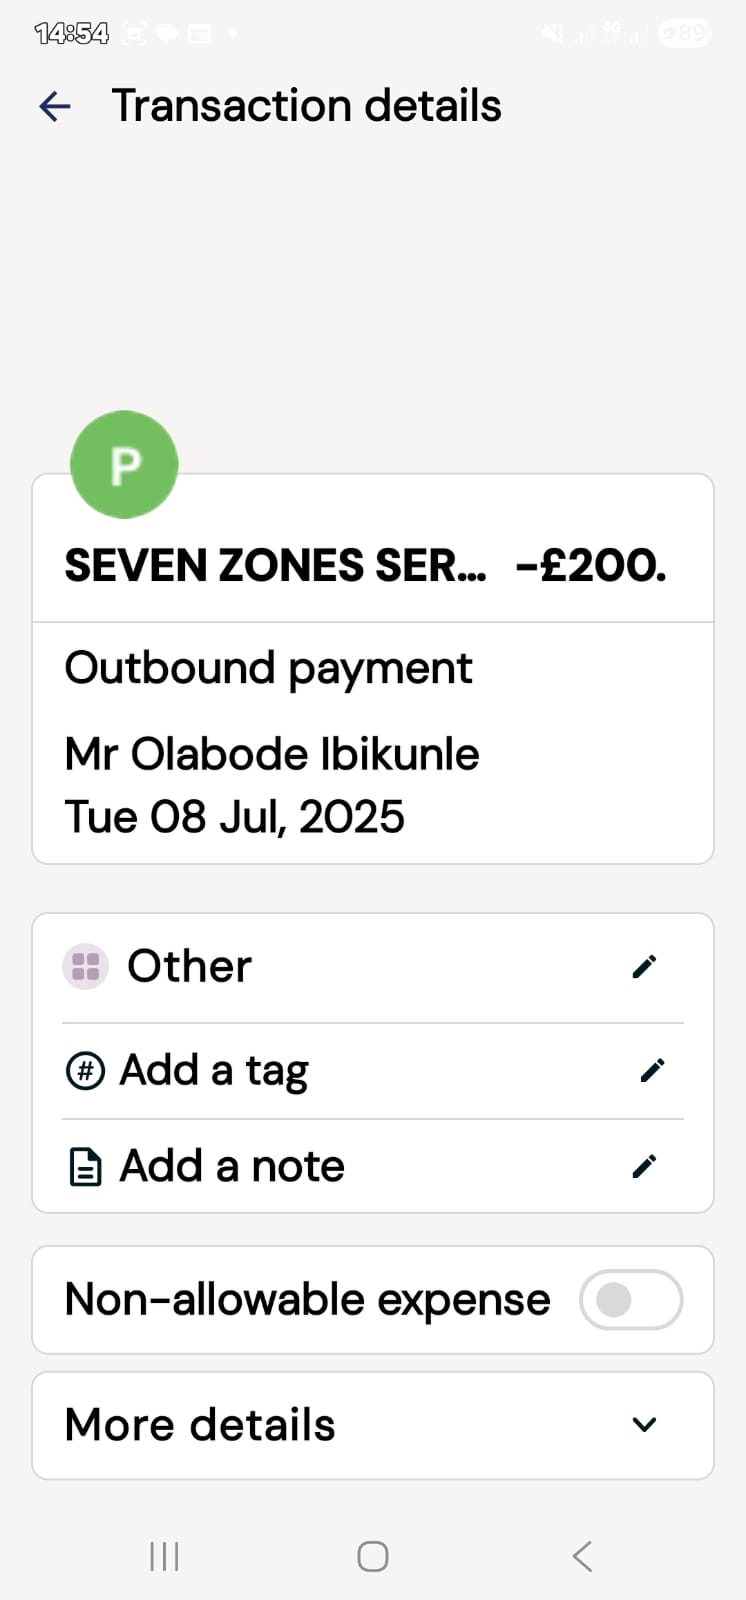 14:54
4G
89
Transaction details
P
SEVEN ZONES SER... -£200.
Outbound payment
Mr Olabode Ibikunle
Tue 08 Jul, 2025
Other
# Add a tag
Add a note
Non-allowable expense
More details